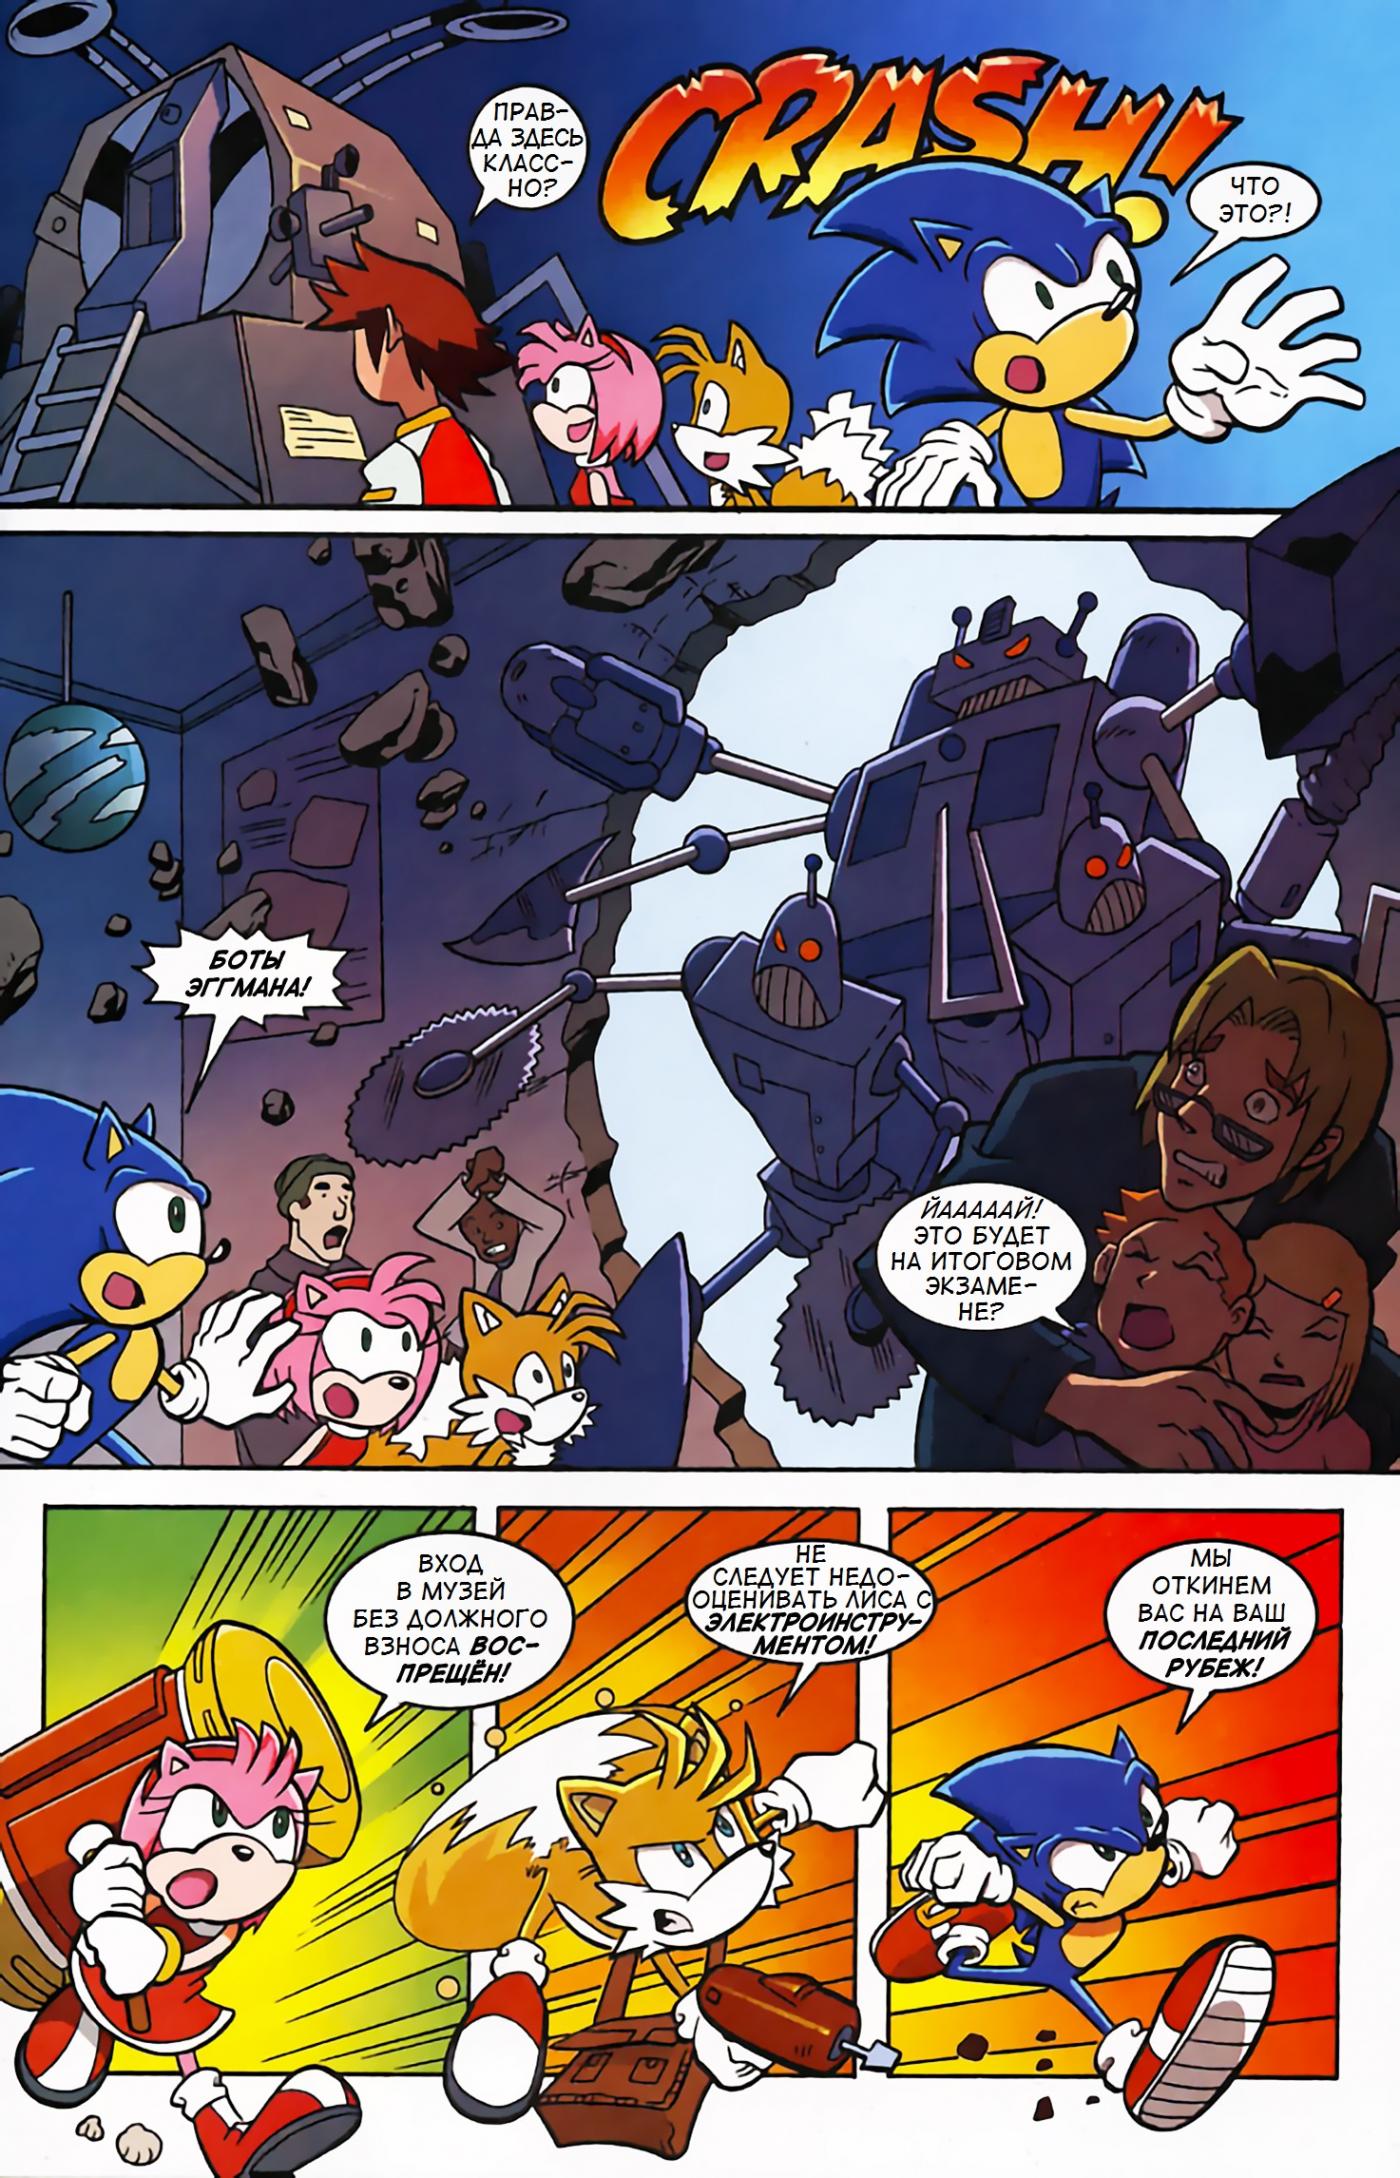 ПРАВ-
ДА ЗДЕСЬ
КЛАСС-
НО?
CRASH!
ЧТО
ЭТО?!
БОТЫ
ЭГГМАНА!
ЙАААААЙ!
ЭТО БУДЕТ
НА ИТОГОВОМ
ЭКЗАМЕ-
НЕ?
ВХОД
В МУЗЕЙ
БЕЗ ДОЛЖНОГО
ВЗНОСА ВОС-
ПРЕЩЁН!
НЕ
СЛЕДУЕТ НЕДО-
ОЦЕНИВАТЬ ЛИСА С
ЭЛЕКТРОИНСТРУ-
МЕНТОМ!
МЫ
ОТКИНЕМ
ВАС НА ВАШ
ПОСЛЕДНИЙ
РУБЕЖ!